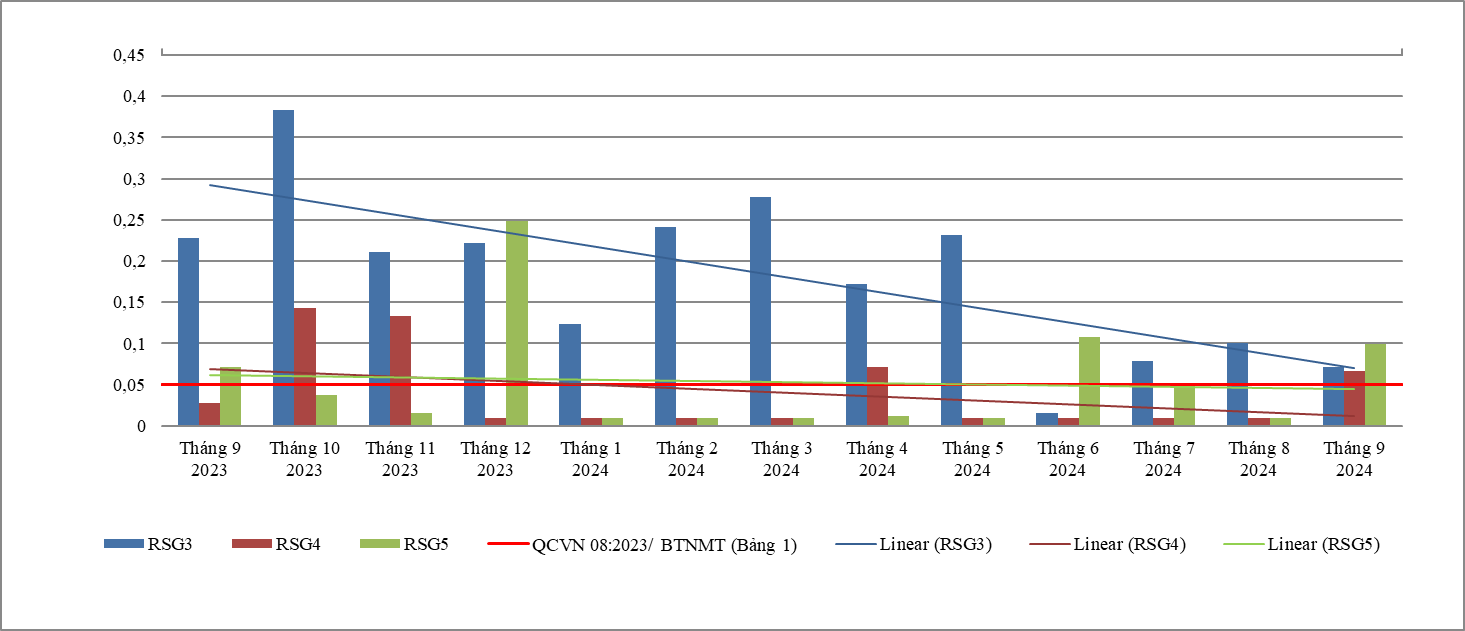 0,45
0,4
0,35
0,3
0,25
0,2
0,15
0,1
0,05
0
Tháng 9 2023
Tháng 10 2023
Tháng 11 2023
Tháng 12 2023
Tháng 1 2024
Tháng 2 2024
Tháng 3 2024
Tháng 4 2024
Tháng 5 2024
Tháng 6 2024
Tháng 7 2024
Tháng 8 2024
Tháng 9 2024
RSG3 RSG4 RSG5 QCVN 08:2023/ BTNMT (Bảng 1) Linear (RSG3) Linear (RSG4) Linear (RSG5)